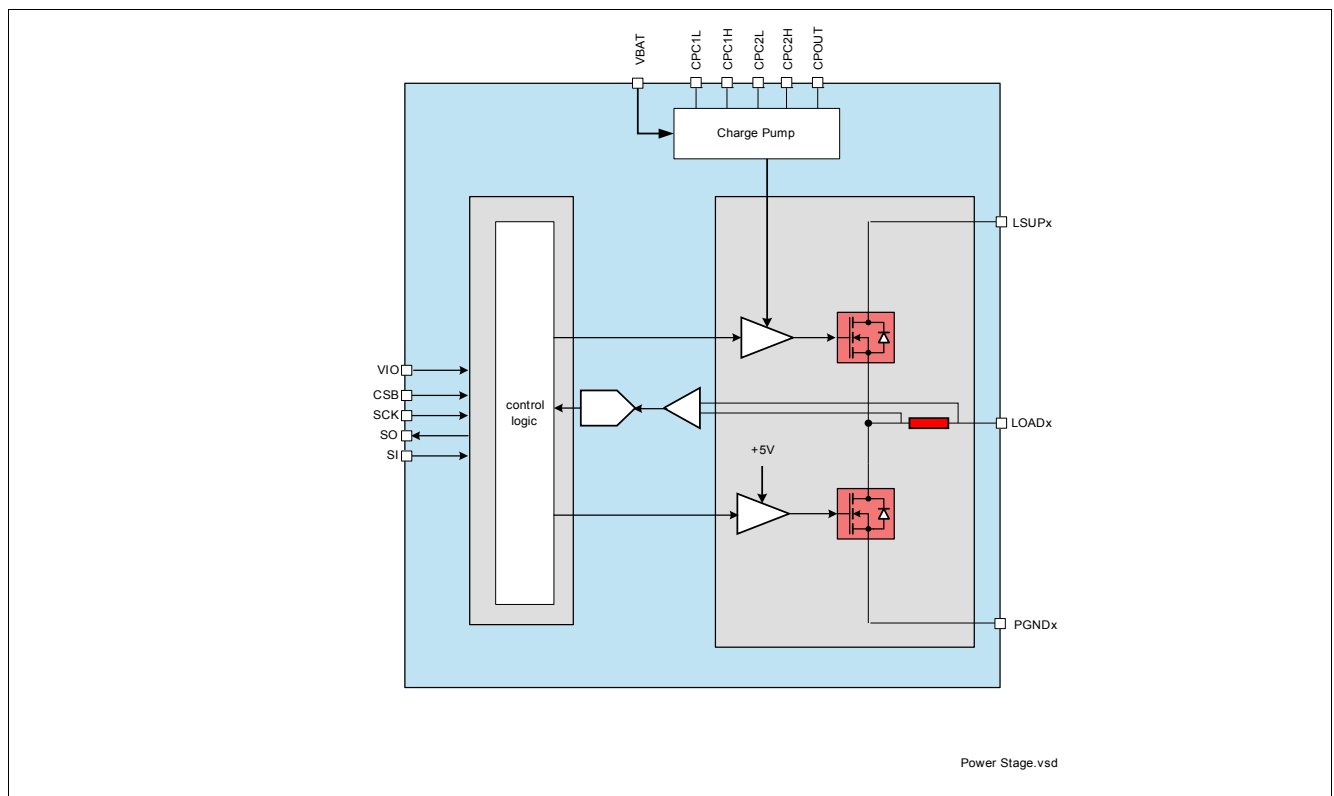 VBAT
CPC1L
CPC1H
CPC2L
CPC2H
CPOUT
Charge Pump
LSUPx
VIO
CSB
SCK
SO
SI
control
logic
LOADx
+5V
PGNDx
Power Stage.vsd